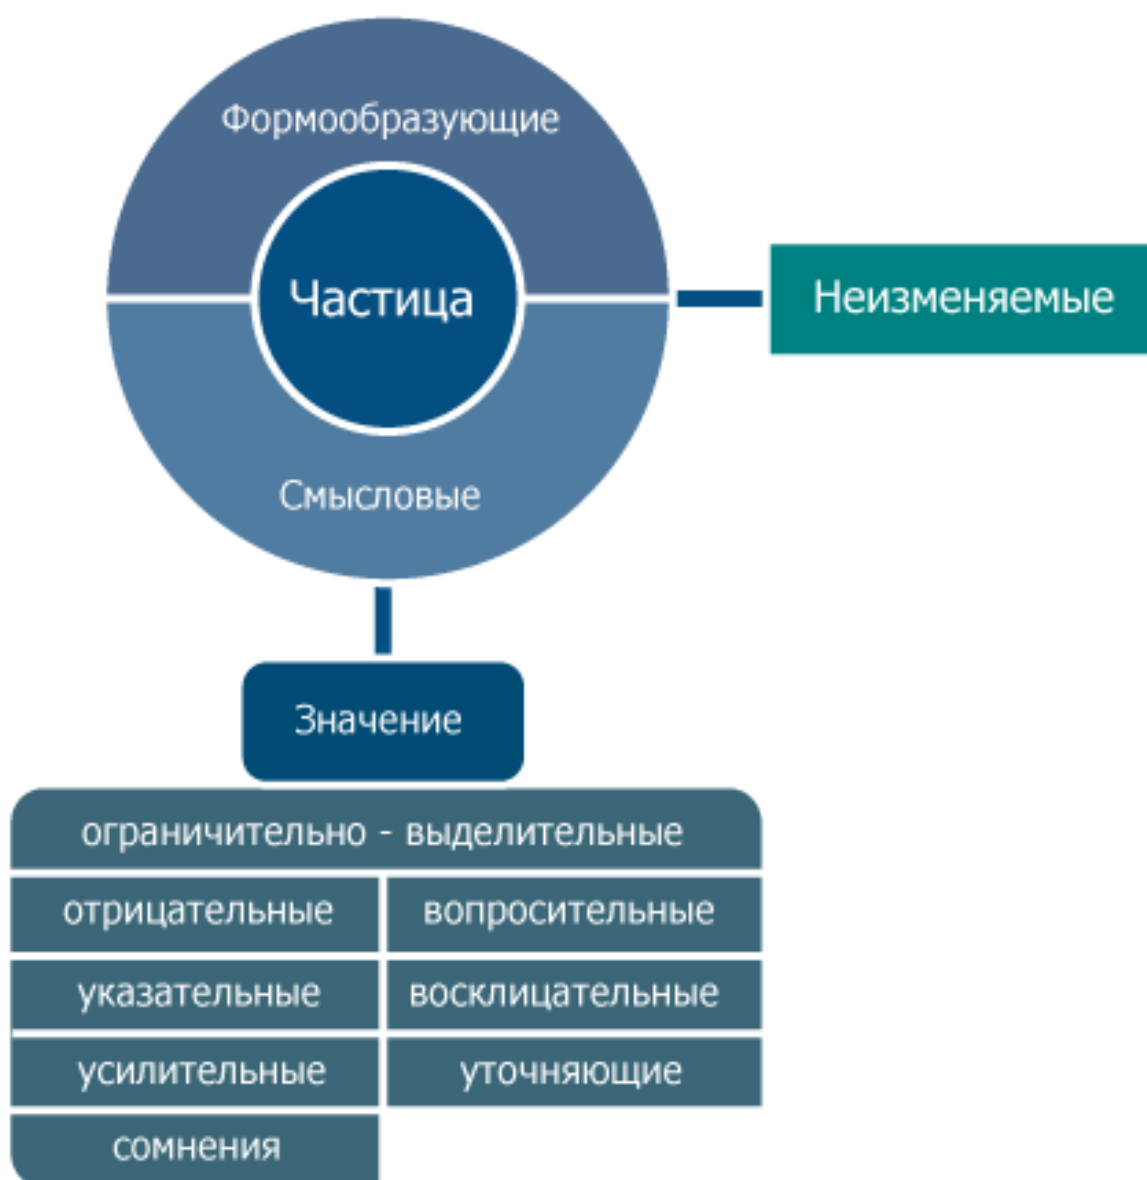 Формообразующие
Частица
Неизменяемые
Смысловые
Значение
ограничительно - выделительные
отрицательные
вопросительные
указательные
восклицательные
усилительные
уточняющие
сомнения